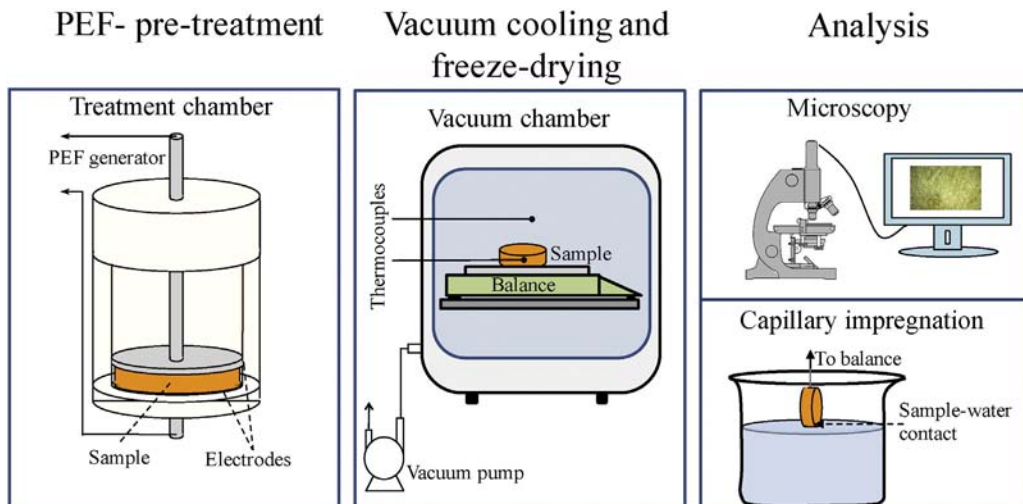 PEF- pre-treatment
Treatment chamber
PEF generator
Sample
Electrodes
Vacuum cooling and
freeze-drying
Vacuum chamber
Thermocouples
Sample
Balance
Vacuum pump
Analysis
Microscopy
Capillary impregnation
To balance
Sample-water
contact